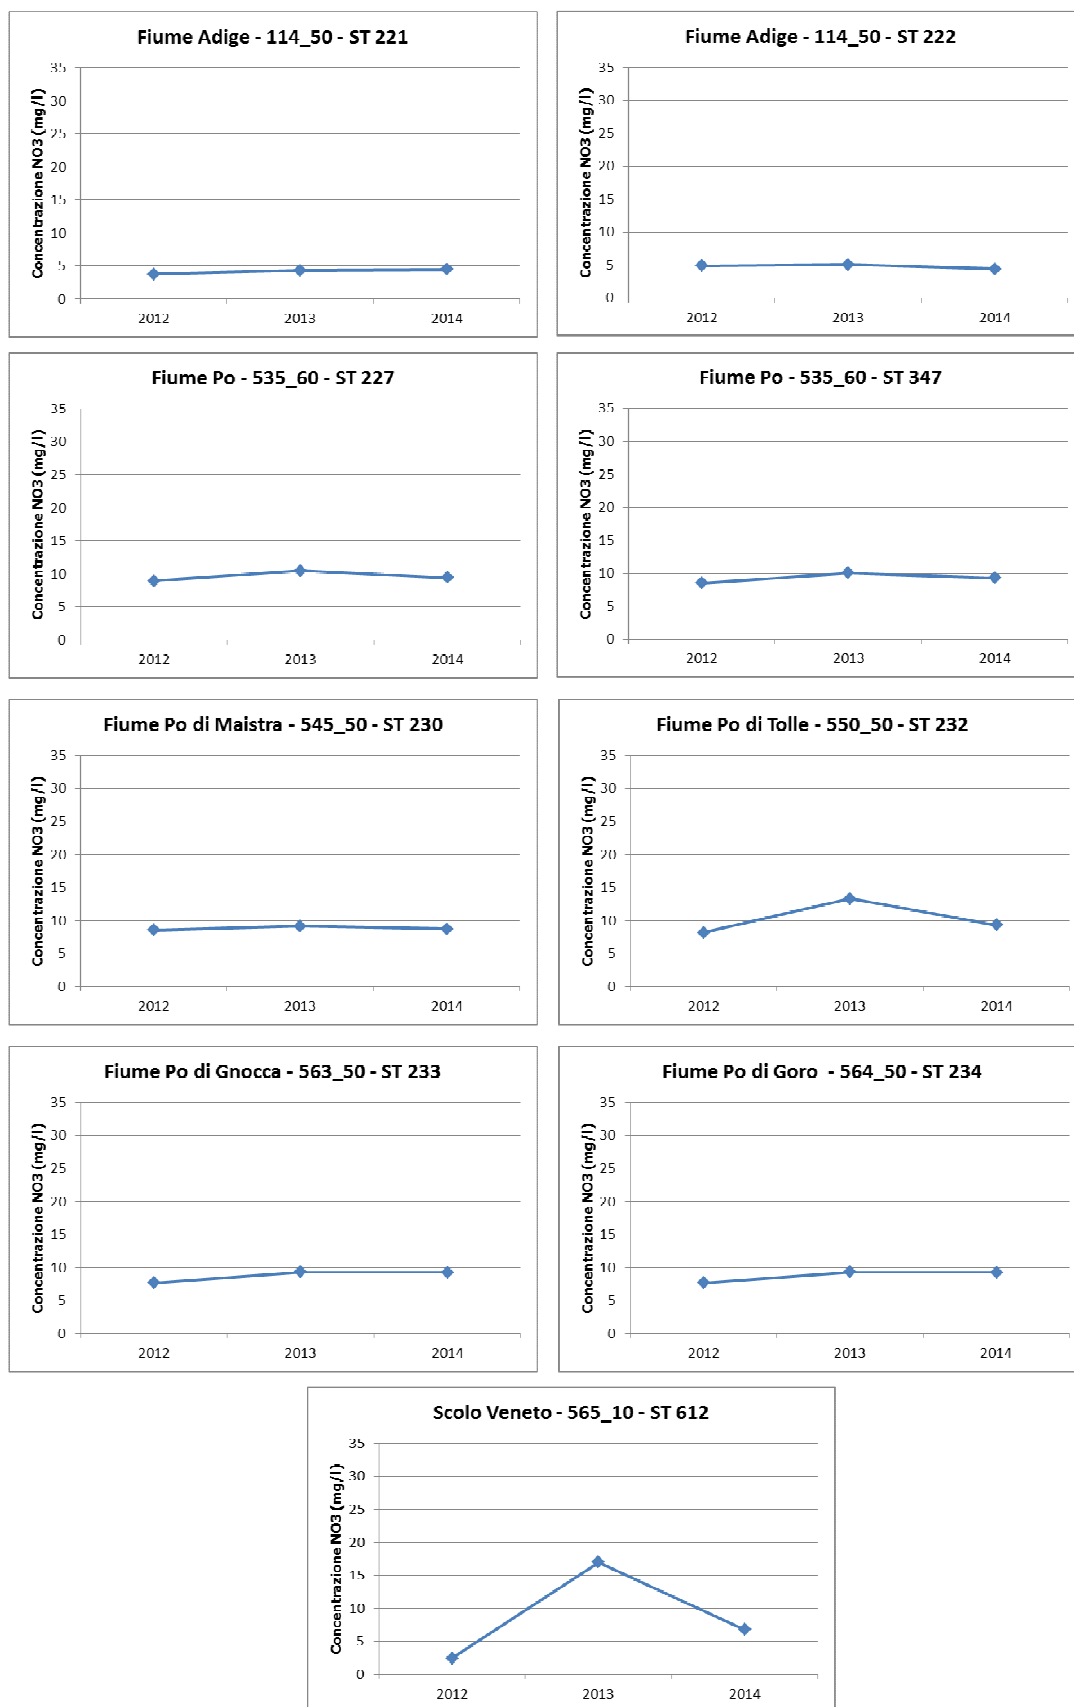 Fiume Adige - 114_50 - ST 221
Concentrazione NO3 (mg/l)
35
30
25
20
15
10
5
0
2012 2013 2014
Fiume Adige - 114_50 - ST 222
Concentrazione NO3 (mg/l)
35
30
25
20
15
10
5
0
2012 2013 2014
Fiume Po - 535_60 - ST 227
Concentrazione NO3 (mg/l)
35
30
25
20
15
10
5
0
2012 2013 2014
Fiume Po - 535_60 - ST 347
Concentrazione NO3 (mg/l)
35
30
25
20
15
10
5
0
2012 2013 2014
Fiume Po di Maistra - 545_50 - ST 230
Concentrazione NO3 (mg/l)
35
30
25
20
15
10
5
0
2012 2013 2014
Fiume Po di Tolle - 550_50 - ST 232
Concentrazione NO3 (mg/l)
35
30
25
20
15
10
5
0
2012 2013 2014
Fiume Po di Gnocca - 563_50 - ST 233
Concentrazione NO3 (mg/l)
35
30
25
20
15
10
5
0
2012 2013 2014
Fiume Po di Goro - 564_50 - ST 234
Concentrazione NO3 (mg/l)
35
30
25
20
15
10
5
0
2012 2013 2014
Scolo Veneto - 565_10 - ST 612
Concentrazione NO3 (mg/l)
35
30
25
20
15
10
5
0
2012 2013 2014